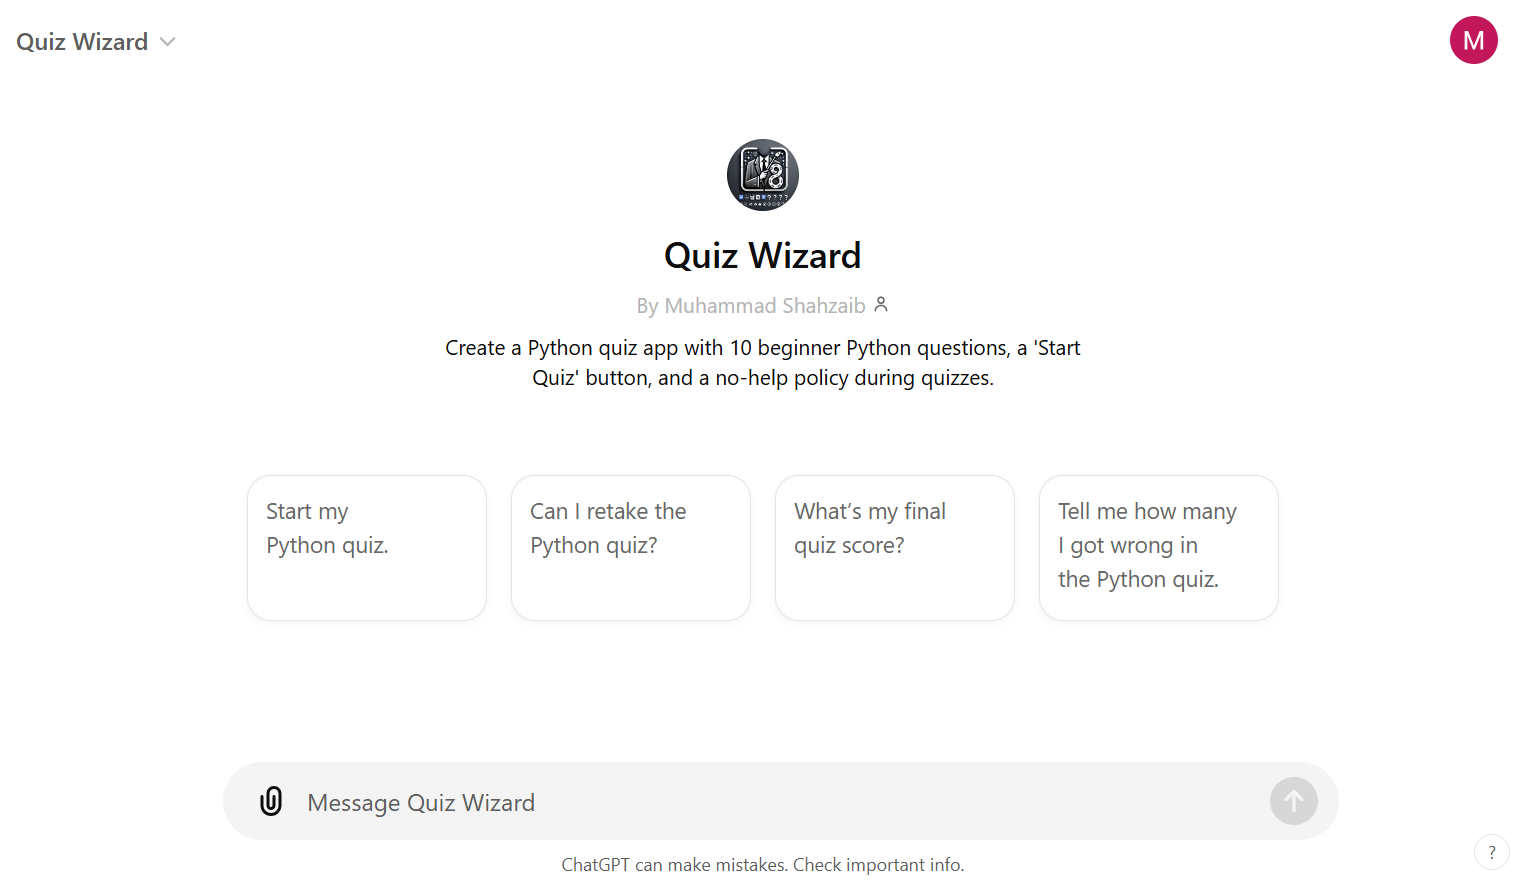 Quiz Wizard
M
Quiz Wizard
By Muhammad Shahzaib
Create a Python quiz app with 10 beginner Python questions, a 'Start
Quiz' button, and a no-help policy during quizzes.
Start my
Python quiz.
Can I retake the
Python quiz?
What’s my final
quiz score?
Tell me how many
I got wrong in
the Python quiz.
Message Quiz Wizard
ChatGPT can make mistakes. Check important info.
?